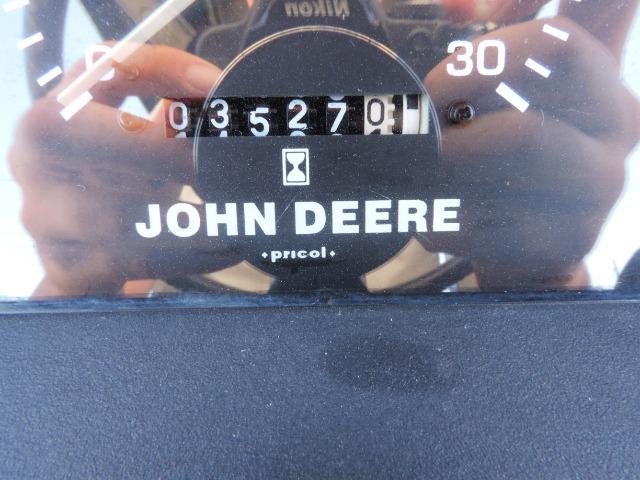 Nikon
0 30
035270
JOHN DEERE
pricol